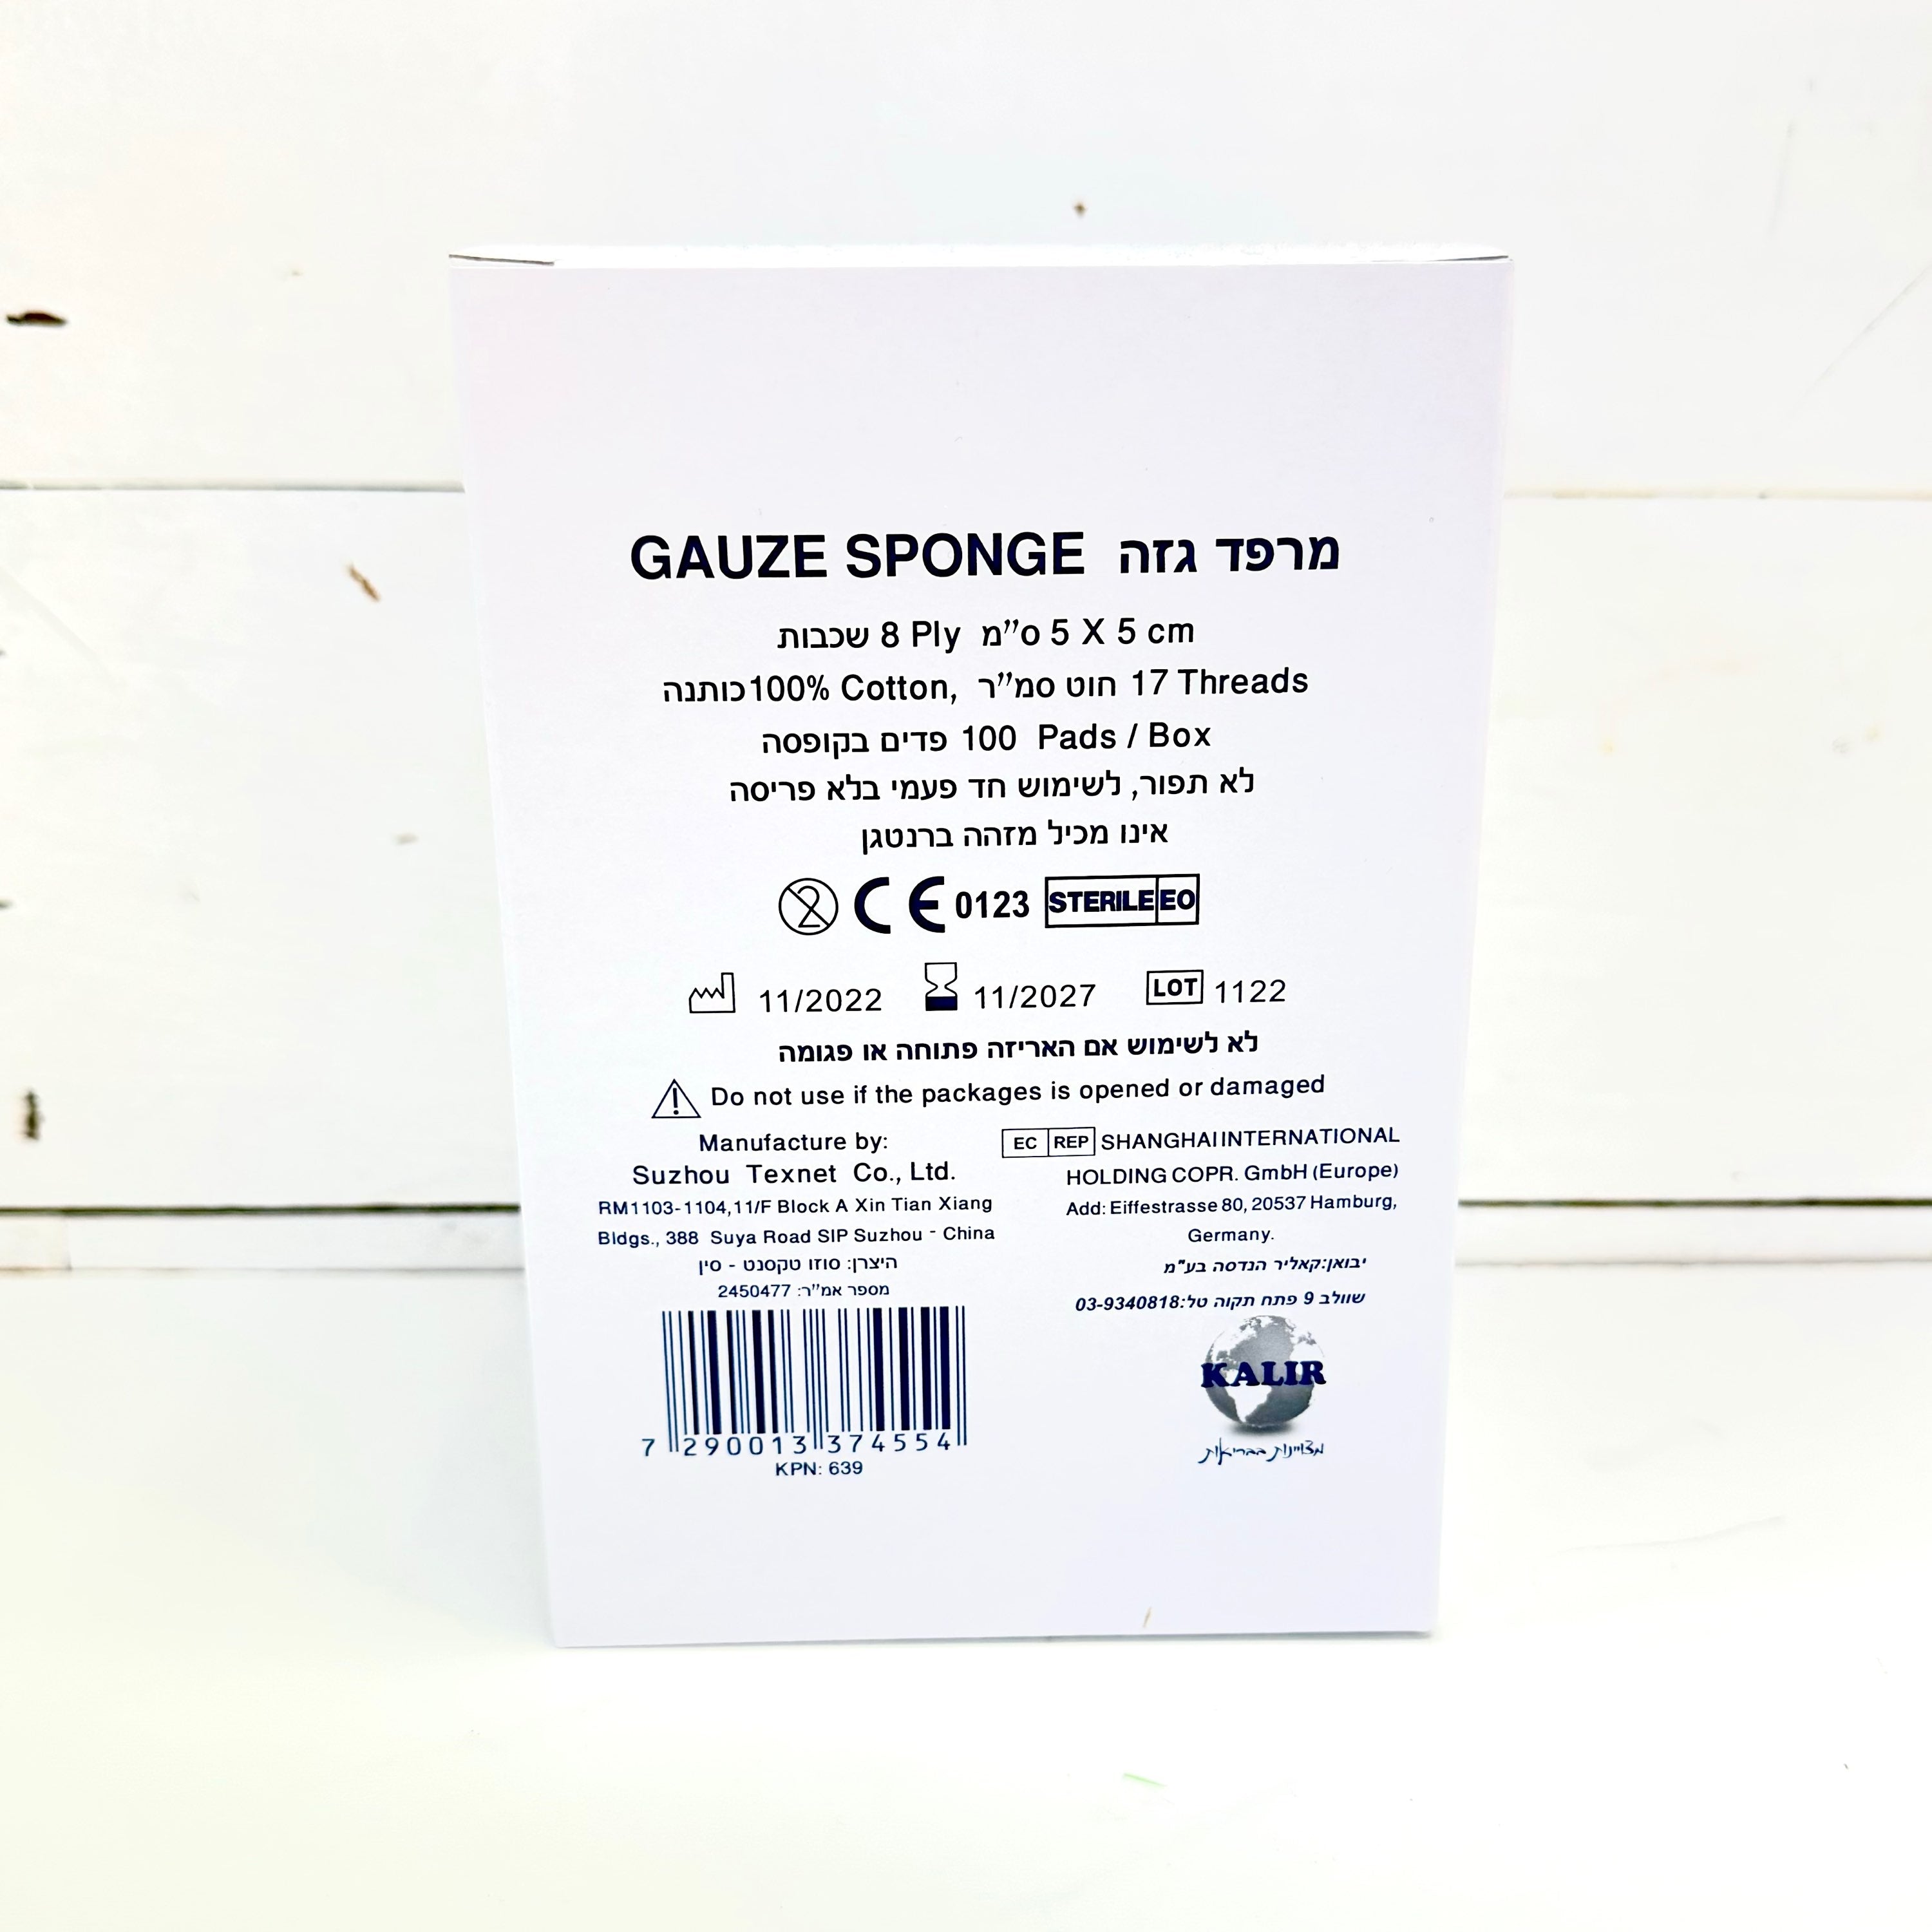 GAUZE SPONGE מרפד גזה
שכבות 8 Ply ס"מ 5 X 5 cm
כותנה 100% Cotton, חוט סמ"ר 17 Threads
פדים בקופסה 100 Pads / Box
לא תפור, לשימוש חד פעמי בלא פריסה
אינו מכיל מזהה ברנטגן
2 CE 0123 STERILE EO
11/2022 11/2027 LOT 1122
לא לשימוש אם האריזה פתוחה או פגומה
Do not use if the packages is opened or damaged
Manufacture by:
Suzhou Texnet Co., Ltd.
RM1103-1104,11/F Block A Xin Tian Xiang
Bldgs., 388 Suya Road SIP Suzhou - China
היצרן: סוזו טקסנט - סין
מספר אמ"ר: 2450477
7 290013 374554
KPN: 639
EC REP SHANGHAI INTERNATIONAL
HOLDING COPR. GmbH (Europe)
Add: Eiffestrasse 80, 20537 Hamburg,
Germany.
יבואן:קאליר הנדסה בע"מ
שוולב 9 פתח תקוה טל:03-9340818
KALIR
מצויינות בבריאות